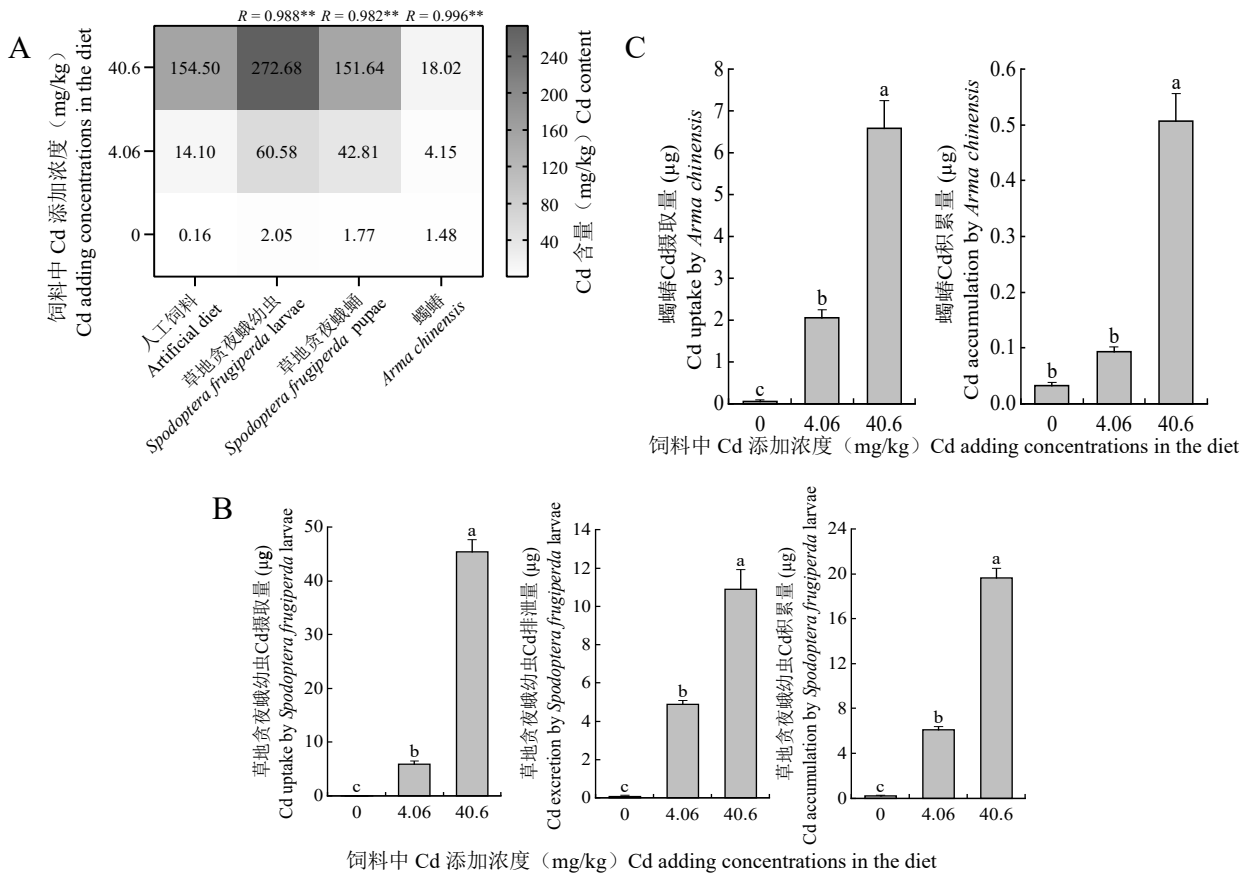 A
R = 0.988** R = 0.982** R = 0.996**
饲料中 Cd 添加浓度（mg/kg）
Cd adding concentrations in the diet
40.6
4.06
0
154.50 272.68 151.64 18.02
14.10 60.58 42.81 4.15
0.16 2.05 1.77 1.48
人工饲料
Artificial diet
草地贪夜蛾幼虫
Spodoptera frugiperda larvae
草地贪夜蛾蛹
Spodoptera frugiperda pupae
蠋蝽
Arma chinensis
240
200
160
120
80
40
Cd 含量（mg/kg）Cd content
C
蠋蝽Cd摄取量 (μg)
Cd uptake by Arma chinensis
8
7
6
5
4
3
2
1
0
c
b
a
0 4.06 40.6
蠋蝽Cd积累量 (μg)
Cd accumulation by Arma chinensis
0.6
0.5
0.4
0.3
0.2
0.1
0.0
b
b
a
0 4.06 40.6
饲料中 Cd 添加浓度（mg/kg）Cd adding concentrations in the diet
B
草地贪夜蛾幼虫Cd摄取量 (μg)
Cd uptake by Spodoptera frugiperda larvae
50
40
30
20
10
0
c
b
a
0 4.06 40.6
草地贪夜蛾幼虫Cd排泄量 (μg)
Cd excretion by Spodoptera frugiperda larvae
14
12
10
8
6
4
2
0
c
b
a
0 4.06 40.6
草地贪夜蛾幼虫Cd积累量 (μg)
Cd accumulation by Spodoptera frugiperda larvae
24
20
16
12
8
4
0
c
b
a
0 4.06 40.6
饲料中 Cd 添加浓度（mg/kg）Cd adding concentrations in the diet